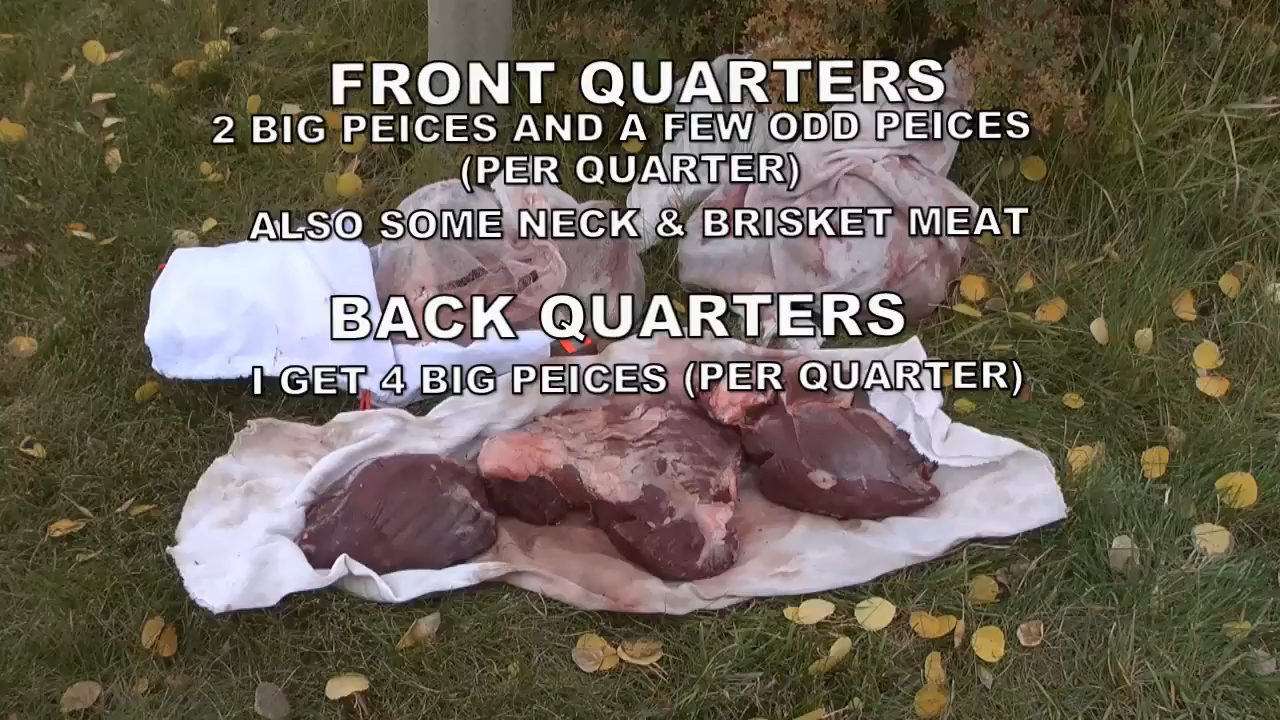 FRONT QUARTERS
2 BIG PEICES AND A FEW ODD PEICES
(PER QUARTER)
ALSO SOME NECK & BRISKET MEAT
BACK QUARTERS
I GET 4 BIG PEICES (PER QUARTER)